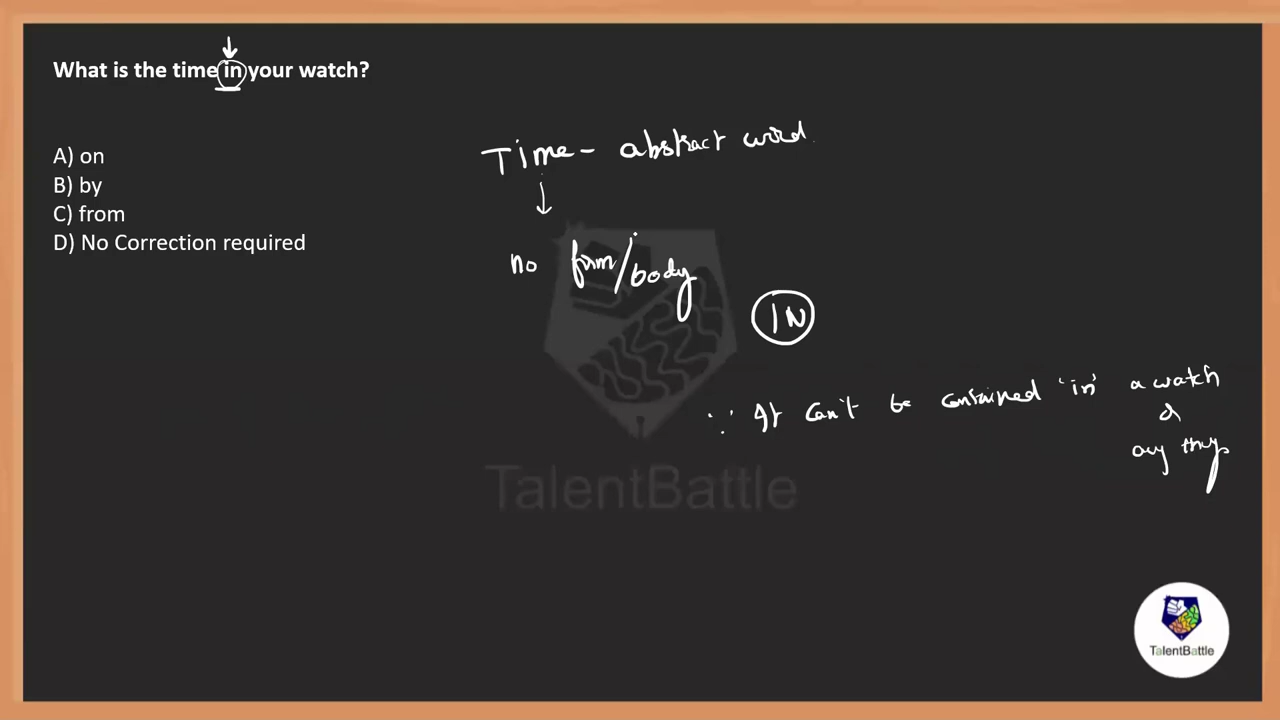 What is the time in your watch?
A) on
B) by
C) from
D) No Correction required
Time - abstract word.
no form/body
IN
∵ It can't be contained 'in' a watch
or
any thing
TalentBattle
TalentBattle